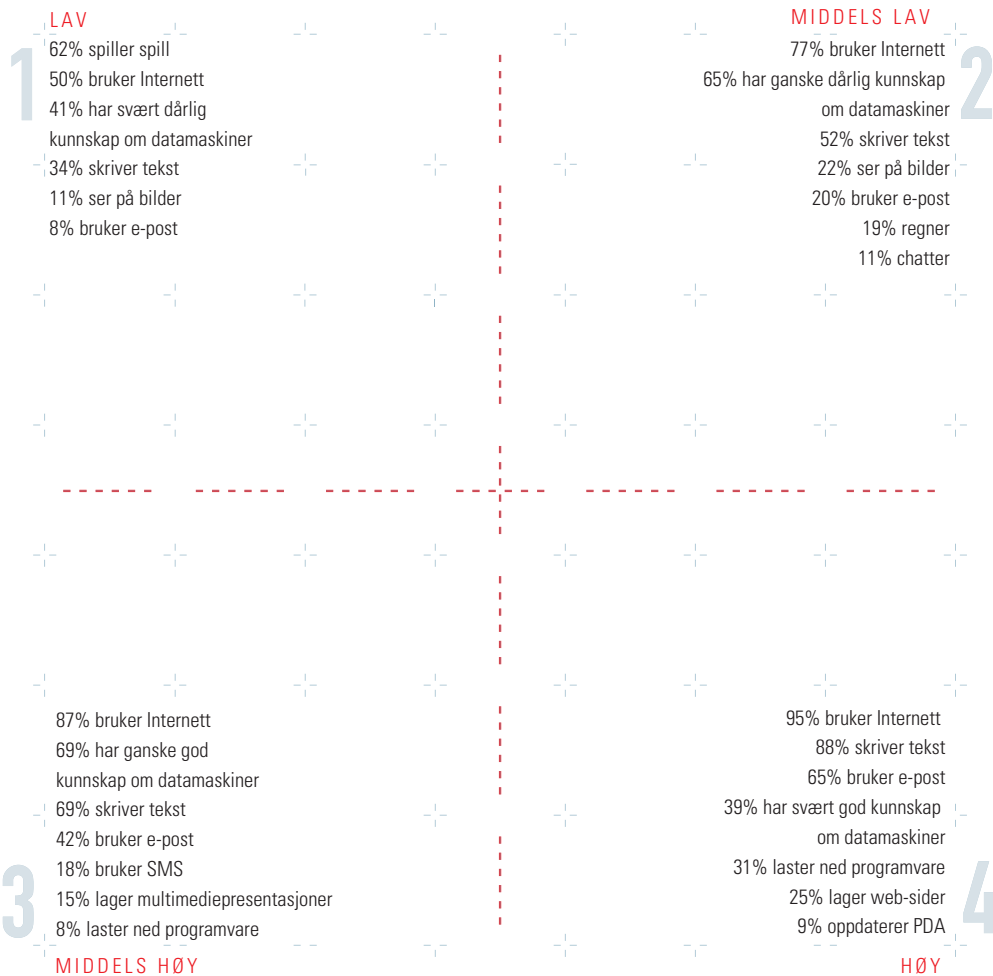 LAV
1
62% spiller spill
50% bruker Internett
41% har svært dårlig
kunnskap om datamaskiner
34% skriver tekst
11% ser på bilder
8% bruker e-post
MIDDELS LAV
2
77% bruker Internett
65% har ganske dårlig kunnskap
om datamaskiner
52% skriver tekst
22% ser på bilder
20% bruker e-post
19% regner
11% chatter
87% bruker Internett
69% har ganske god
kunnskap om datamaskiner
69% skriver tekst
42% bruker e-post
18% bruker SMS
15% lager multimediepresentasjoner
8% laster ned programvare
3
MIDDELS HØY
95% bruker Internett
88% skriver tekst
65% bruker e-post
39% har svært god kunnskap
om datamaskiner
31% laster ned programvare
25% lager web-sider
9% oppdaterer PDA
4
HØY